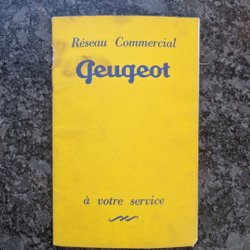 Réseau Commercial
Peugeot
à votre service